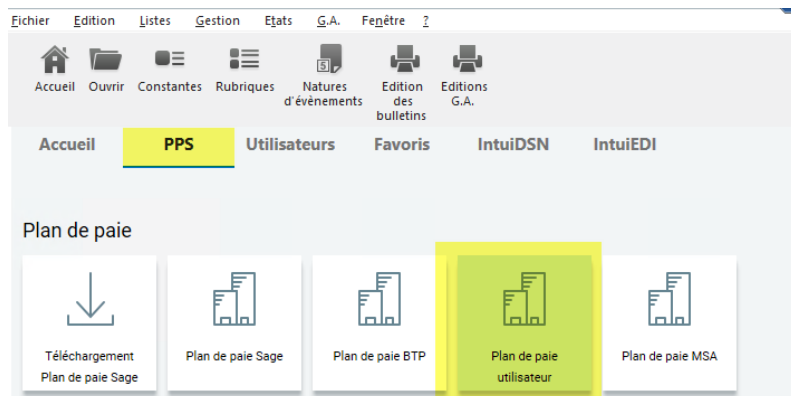 Fichier Edition Listes Gestion Etats G.A. Fenêtre ?
Accueil Ouvrir Constantes Rubriques Natures d'évènements Edition des bulletins Editions G.A.
Accueil PPS Utilisateurs Favoris IntuiDSN IntuiEDI
Plan de paie
Téléchargement Plan de paie Sage
Plan de paie Sage
Plan de paie BTP
Plan de paie utilisateur
Plan de paie MSA